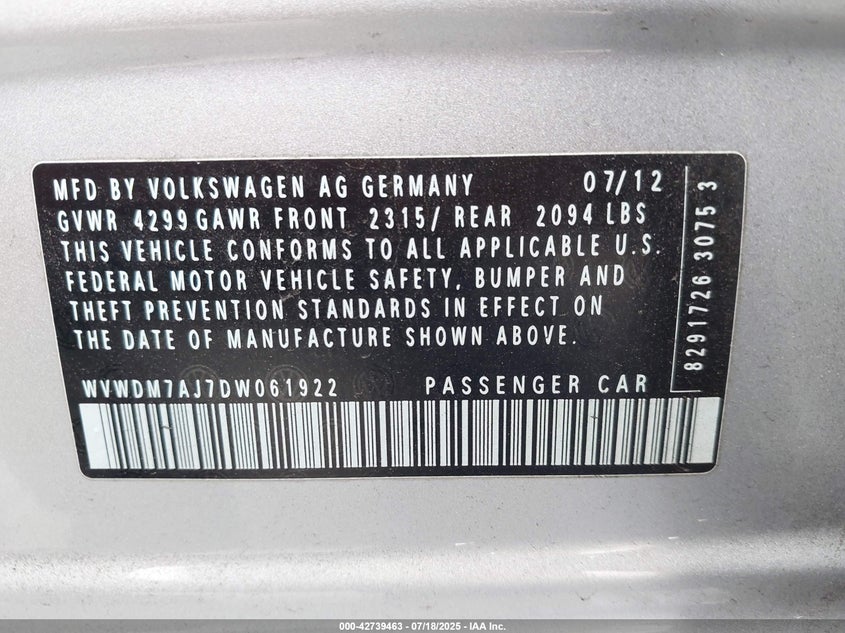 MFD BY VOLKSWAGEN AG GERMANY 07/12
GVWR 4299 GAWR FRONT 2315/ REAR 2094 LBS
THIS VEHICLE CONFORMS TO ALL APPLICABLE U.S.
FEDERAL MOTOR VEHICLE SAFETY, BUMPER AND
THEFT PREVENTION STANDARDS IN EFFECT ON
THE DATE OF MANUFACTURE SHOWN ABOVE.
WVWDM7AJ7DW061922 PASSENGER CAR
8291726 3075 3
000-42739463 - 07/18/2025 - IAA Inc.